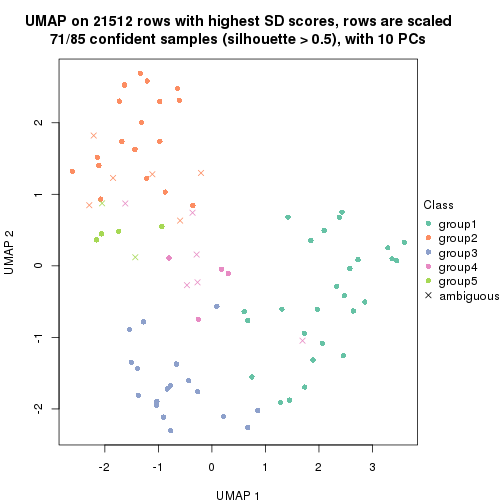 UMAP on 21512 rows with highest SD scores, rows are scaled
71/85 confident samples (silhouette > 0.5), with 10 PCs
UMAP 2
2
1
0
-1
-2
-2
-1
0
1
2
3
UMAP 1
Class
group1
group2
group3
group4
group5
ambiguous